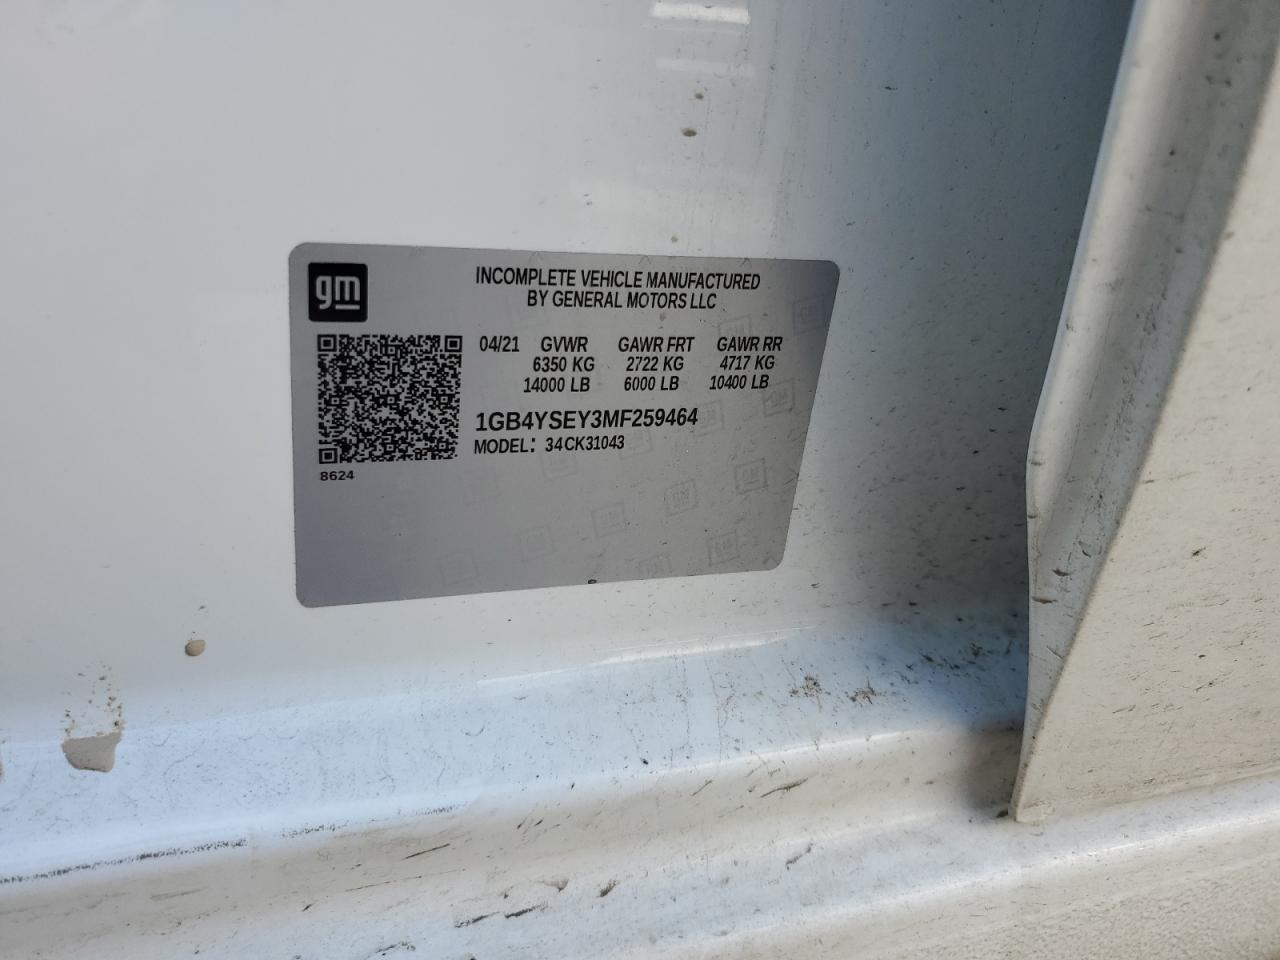 gm
INCOMPLETE VEHICLE MANUFACTURED
BY GENERAL MOTORS LLC
04/21 GVWR GAWR FRT GAWR RR
6350 KG 2722 KG 4717 KG
14000 LB 6000 LB 10400 LB
1GB4YSEY3MF259464
MODEL: 34CK31043
8624